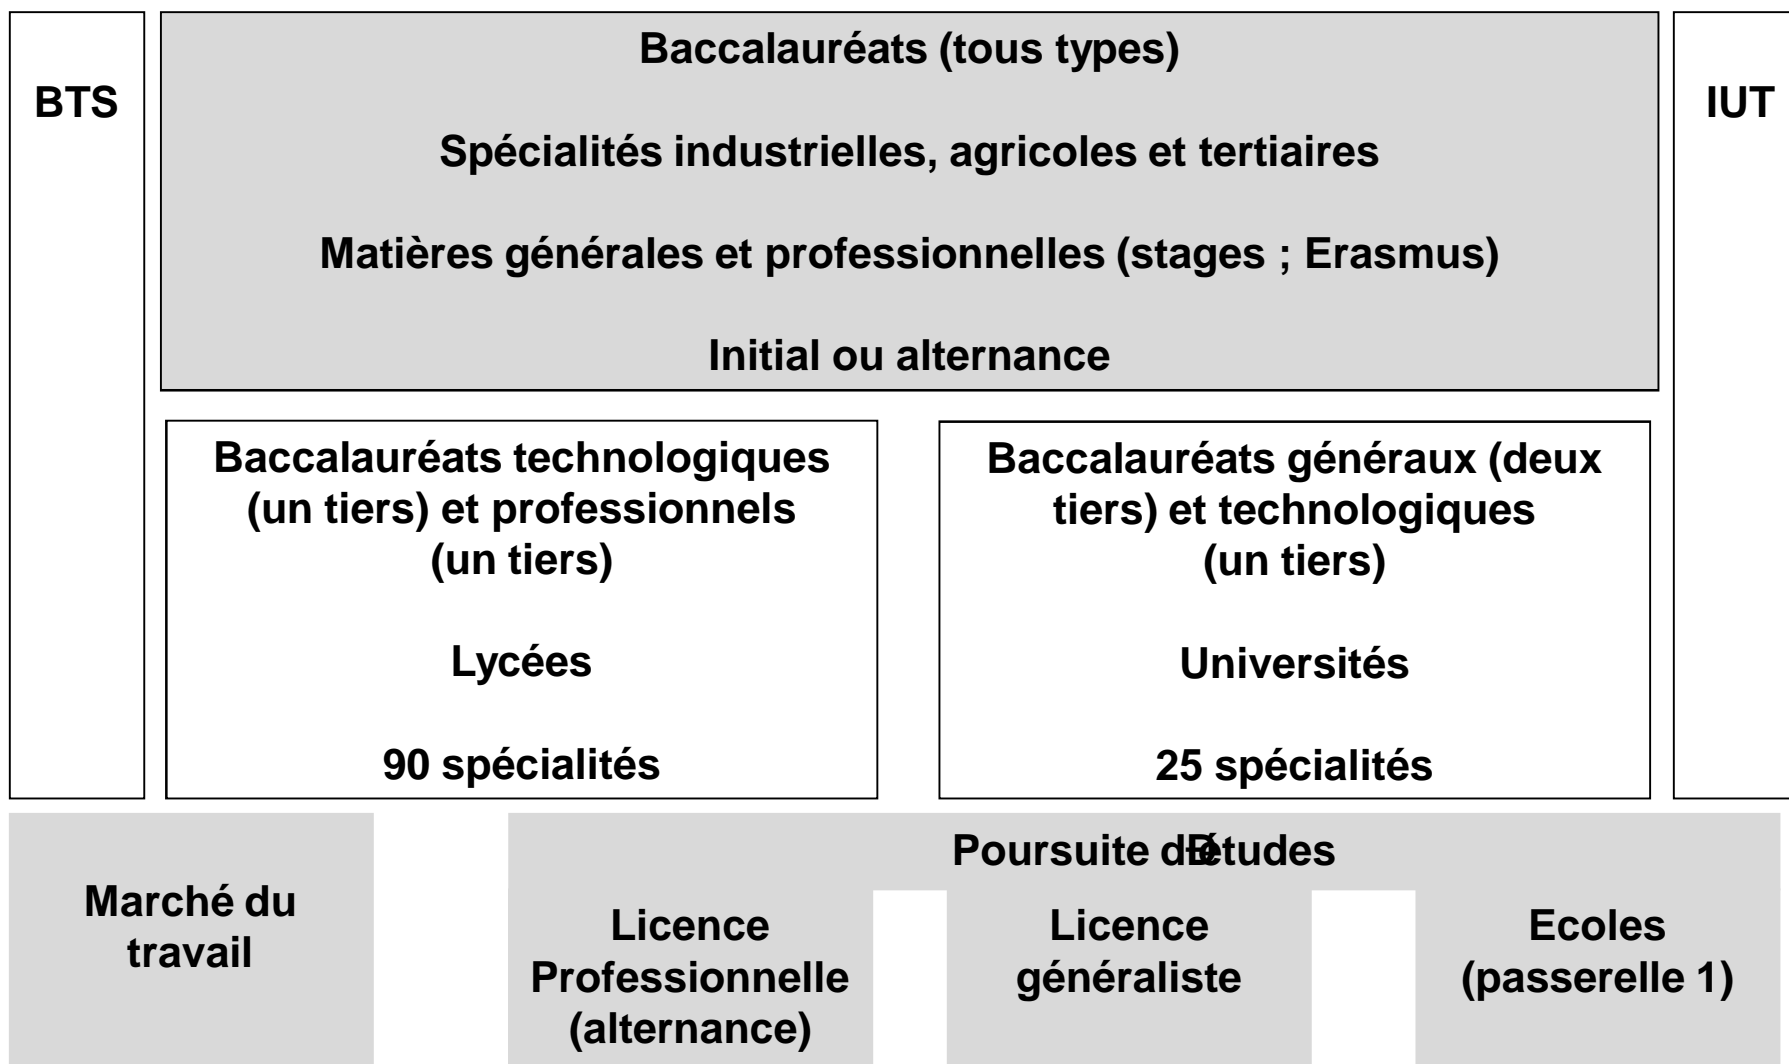 BTS
Baccalauréats (tous types)
Spécialités industrielles, agricoles et tertiaires
Matières générales et professionnelles (stages ; Erasmus)
Initial ou alternance
IUT
Baccalauréats technologiques
(un tiers) et professionnels
(un tiers)
Lycées
90 spécialités
Baccalauréats généraux (deux
tiers) et technologiques
(un tiers)
Universités
25 spécialités
Marché du
travail
Poursuite
Licence
Professionnelle
(alternance)
Licence
généraliste
Ecoles
(passerelle 1)